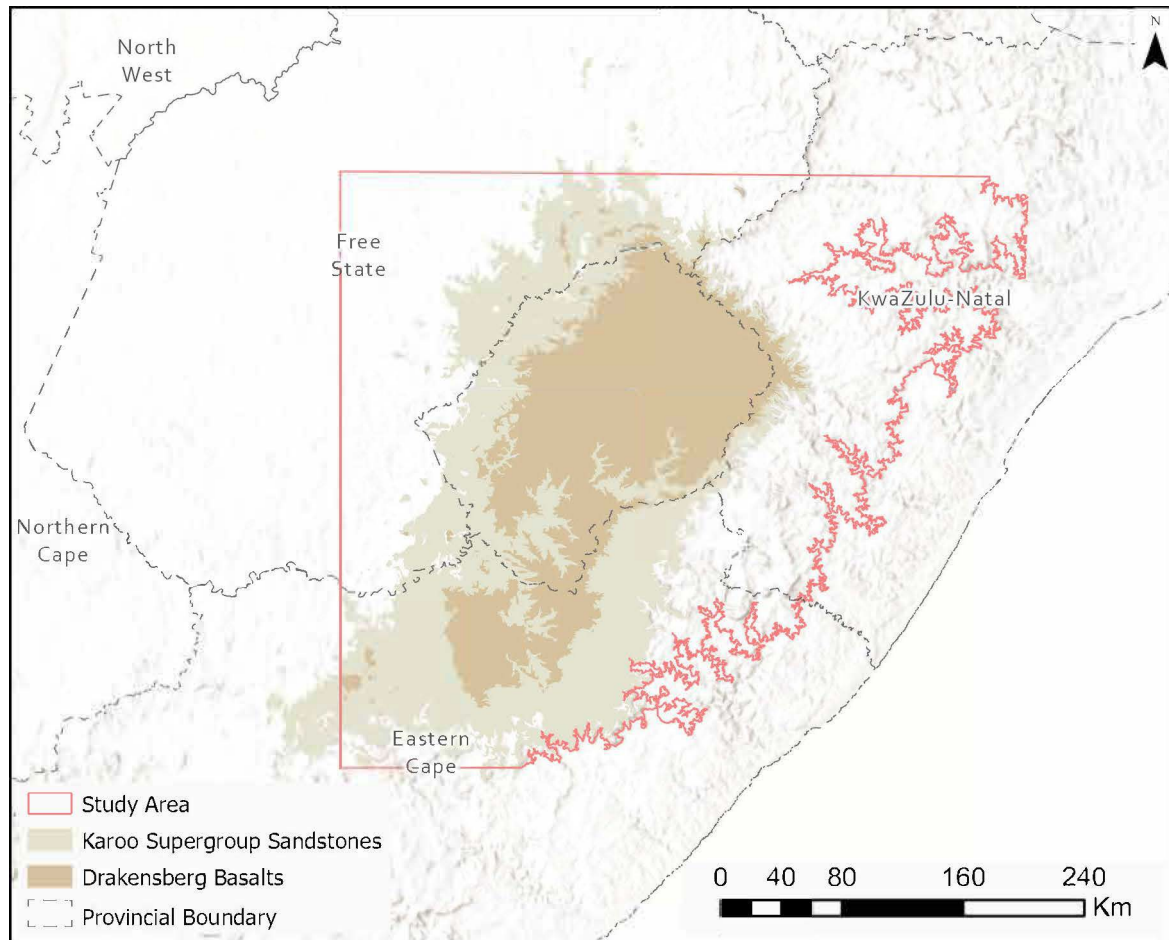 N
North
West
Free
State
KwaZulu-Natal
Northern
Cape
Eastern
Cape
Study Area
Karoo Supergroup Sandstones
Drakensberg Basalts
Provincial Boundary
0 40 80 160 240
Km